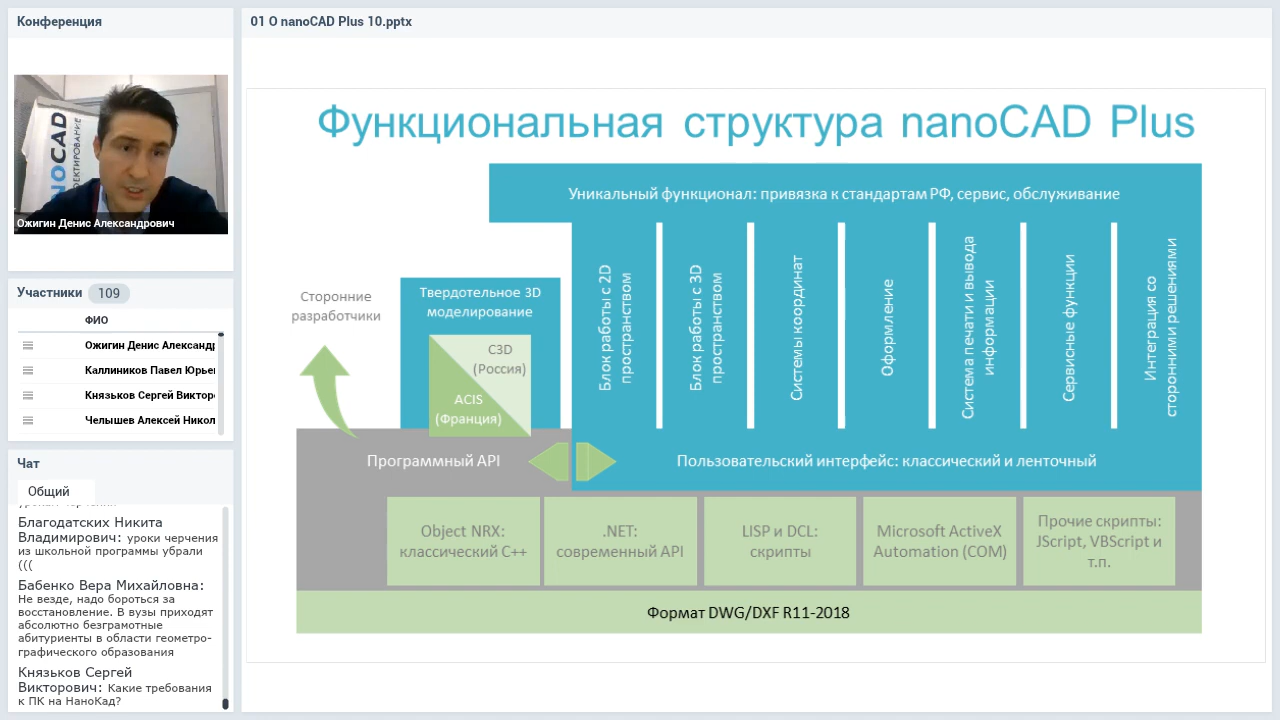 Конференция
NOCAD
ЕКТИРОВАНИЕ
Ожигин Денис Александрович
Участники 109
ФИО
Ожигин Денис Александр
Каллиников Павел Юрье
Князьков Сергей Виктор
Челышев Алексей Никол
Чат
Общий
Благодатских Никита
Владимирович: уроки черчения
из школьной программы убрали
(((
Бабенко Вера Михайловна:
Не везде, надо бороться за
восстановление. В вузы приходят
абсолютно безграмотные
абитуриенты в области геометро-
графического образования
Князьков Сергей
Викторович: Какие требования
к ПК на НаноКад?
01 О nanoCAD Plus 10.pptx
Функциональная структура nanoCAD Plus
Уникальный функционал: привязка к стандартам РФ, сервис, обслуживание
Сторонние
разработчики
Твердотельное 3D
моделирование
C3D
(Россия)
ACIS
(Франция)
Блок работы с 2D
пространством
Блок работы с 3D
пространством
Системы координат
Оформление
Система печати и вывода
информации
Сервисные функции
Интеграция со
сторонними решениями
Программный API
Пользовательский интерфейс: классический и ленточный
Object NRX:
классический C++
.NET:
современный API
LISP и DCL:
скрипты
Microsoft ActiveX
Automation (COM)
Прочие скрипты:
JScript, VBScript и
т.п.
Формат DWG/DXF R11-2018